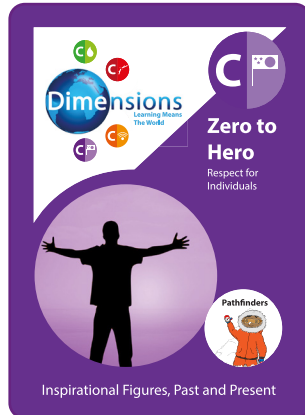 C
C
C
Dimensions
Learning Means
The World
C
C
Zero to
Hero
Respect for
Individuals
Pathfinders
Inspirational Figures, Past and Present